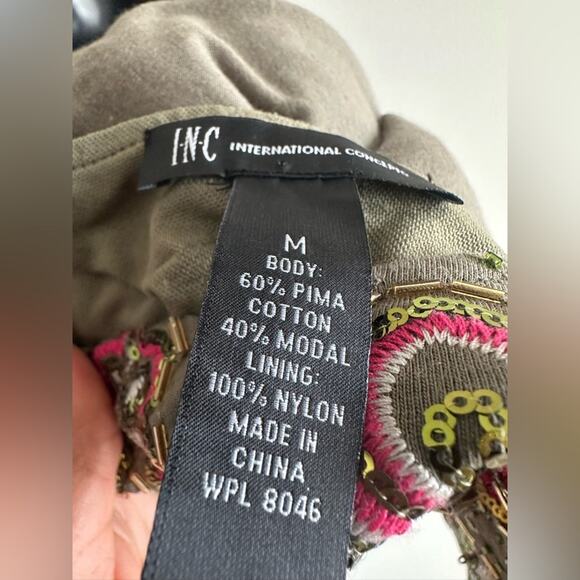 I·N·C INTERNATIONAL CONCEPTS
M
BODY:
60% PIMA
COTTON
40% MODAL
LINING:
100% NYLON
MADE IN
CHINA
WPL 8046